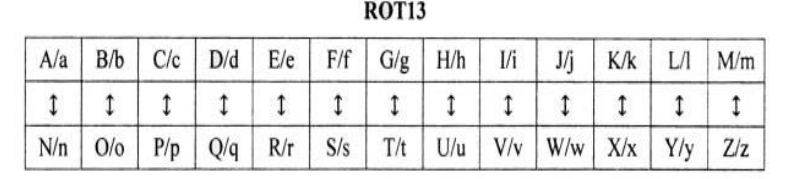 ROT13
A/a B/b C/c D/d E/e F/f G/g H/h I/i J/j K/k L/l M/m
↕ ↕ ↕ ↕ ↕ ↕ ↕ ↕ ↕ ↕ ↕ ↕ ↕
N/n O/o P/p Q/q R/r S/s T/t U/u V/v W/w X/x Y/y Z/z